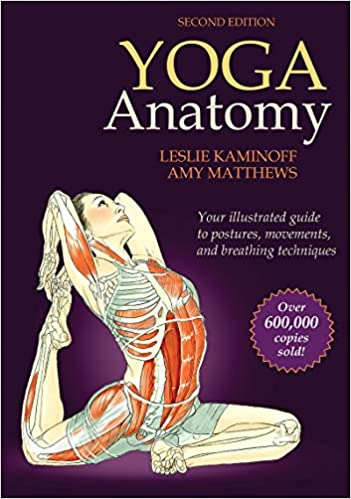 SECOND EDITION
YOGA
Anatomy
LESLIE KAMINOFF
AMY MATTHEWS
Your illustrated guide
to postures, movements,
and breathing techniques
Over
600,000
copies
sold!